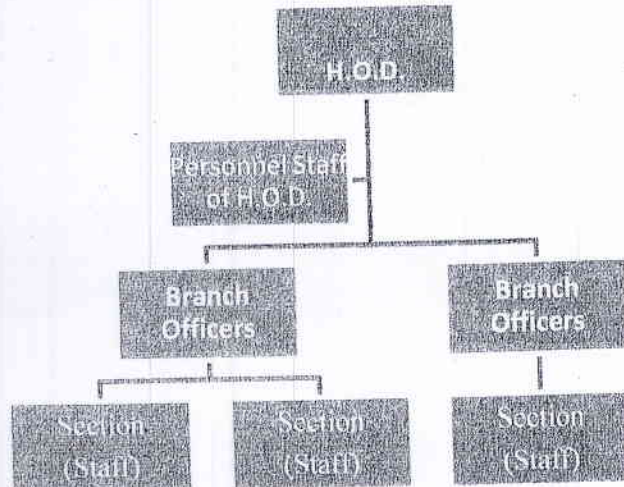 H.O.D.
Personnel Staff
of H.O.D.
Branch
Officers
Branch
Officers
Section
(Staff)
Section
(Staff)
Section
(Staff)